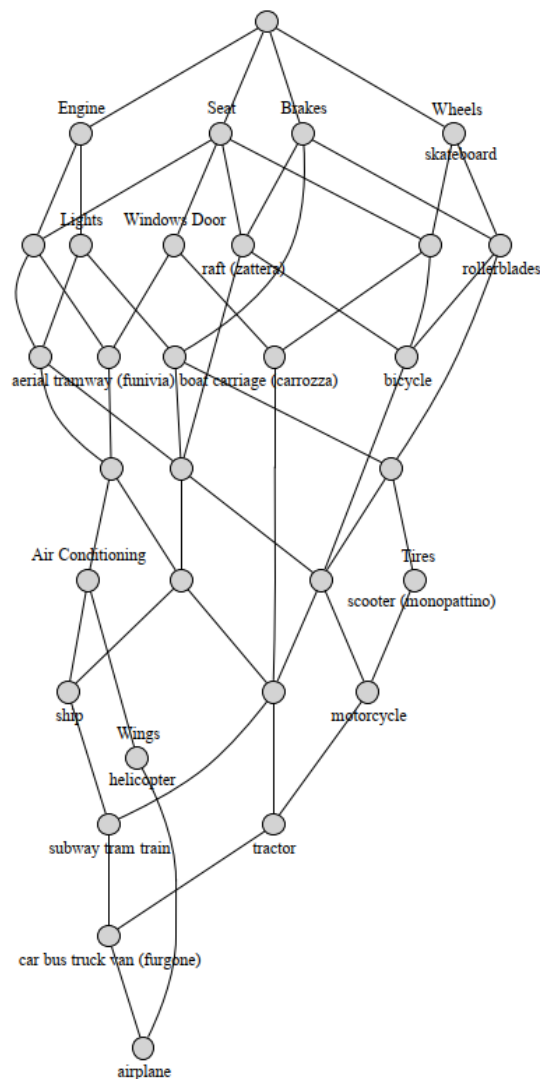 Engine Seat Brakes Wheels
skateboard
Lights Windows Door
raft (zattera) rollerblades
aerial tramway (funivia) boat carriage (carrozza) bicycle
Air Conditioning Tires
scooter (monopattino)
ship motorcycle
Wings
helicopter
subway tram train tractor
car bus truck van (furgone)
airplane